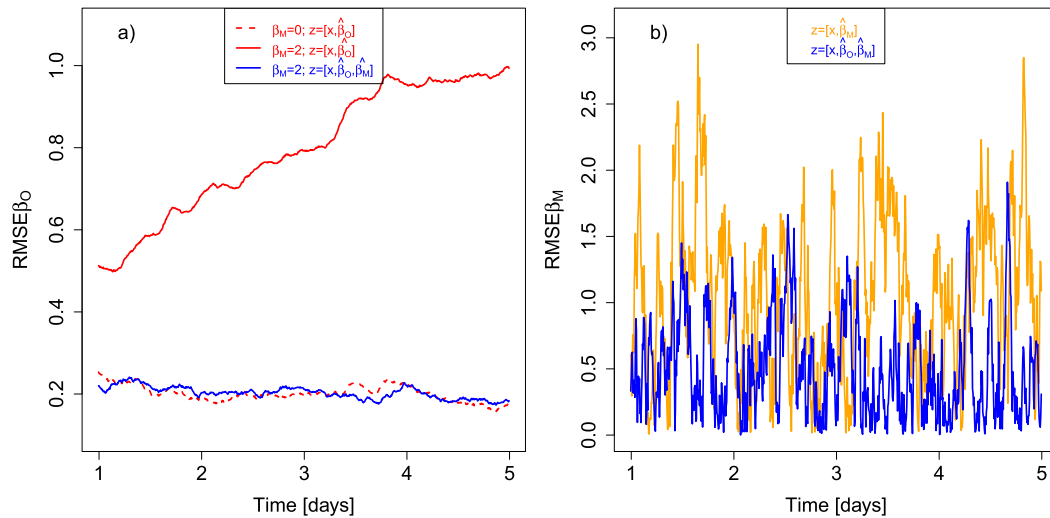 a)
β_M=0; z=[x,β̂_O]
β_M=2; z=[x,β̂_O]
β_M=2; z=[x,β̂_O,β̂_M]
RMSEβ_O
0.2 0.4 0.6 0.8 1.0
1 2 3 4 5
Time [days]
b)
z=[x,β̂_M]
z=[x,β̂_O,β̂_M]
RMSEβ_M
0.0 0.5 1.0 1.5 2.0 2.5 3.0
1 2 3 4 5
Time [days]